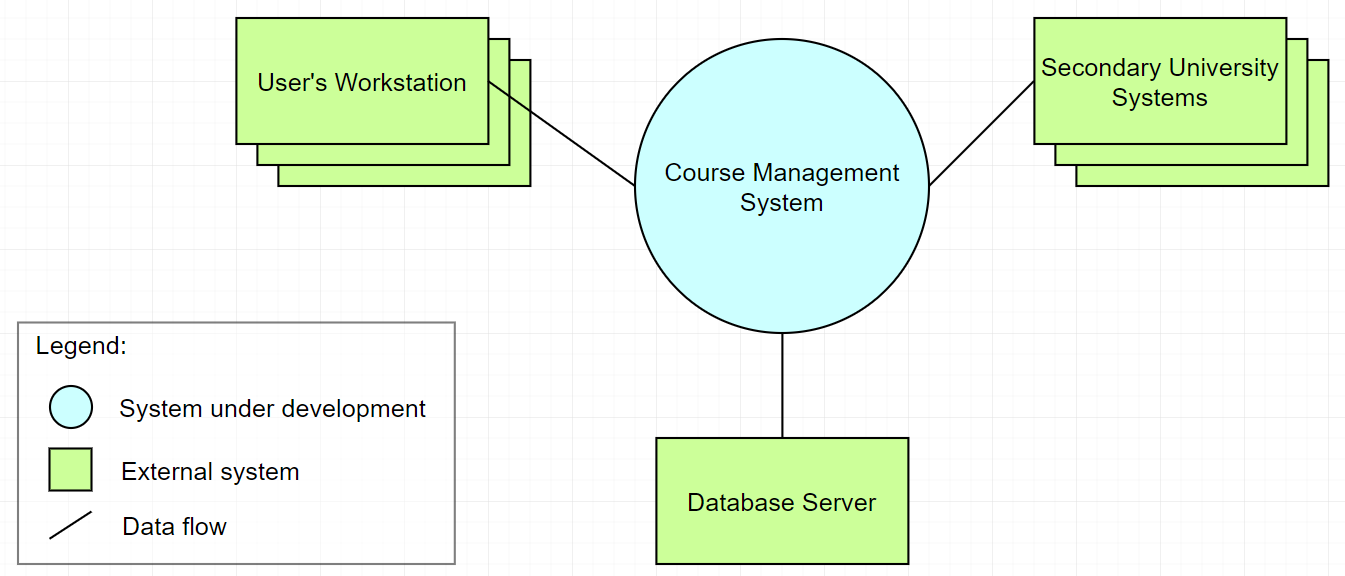 User's Workstation
Secondary University
Systems
Course Management
System
Legend:
System under development
External system
Data flow
Database Server